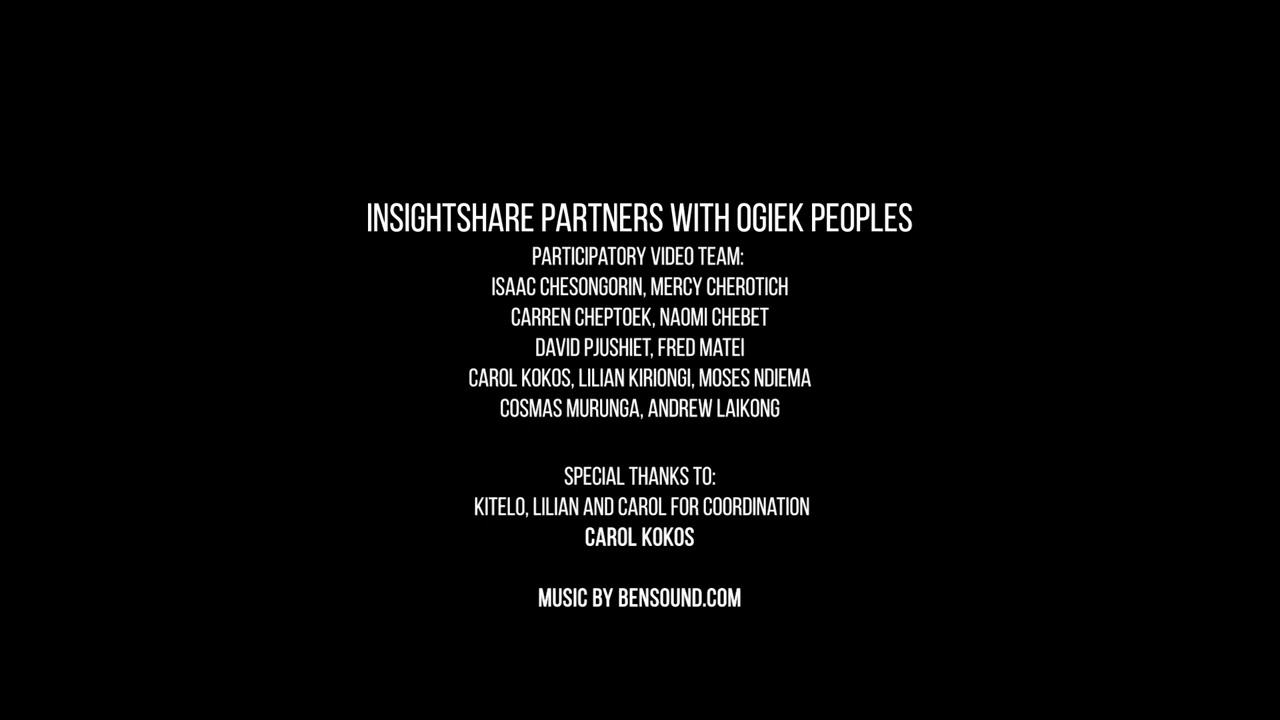 INSIGHTSHARE PARTNERS WITH OGIEK PEOPLES
PARTICIPATORY VIDEO TEAM:
ISAAC CHESONGORIN, MERCY CHEROTICH
CARREN CHEPTOEK, NAOMI CHEBET
DAVID PJUSHIET, FRED MATEI
CAROL KOKOS, LILIAN KIRIONGI, MOSES NDIEMA
COSMAS MURUNGA, ANDREW LAIKONG
SPECIAL THANKS TO:
KITELO, LILIAN AND CAROL FOR COORDINATION
CAROL KOKOS
MUSIC BY BENSOUND.COM